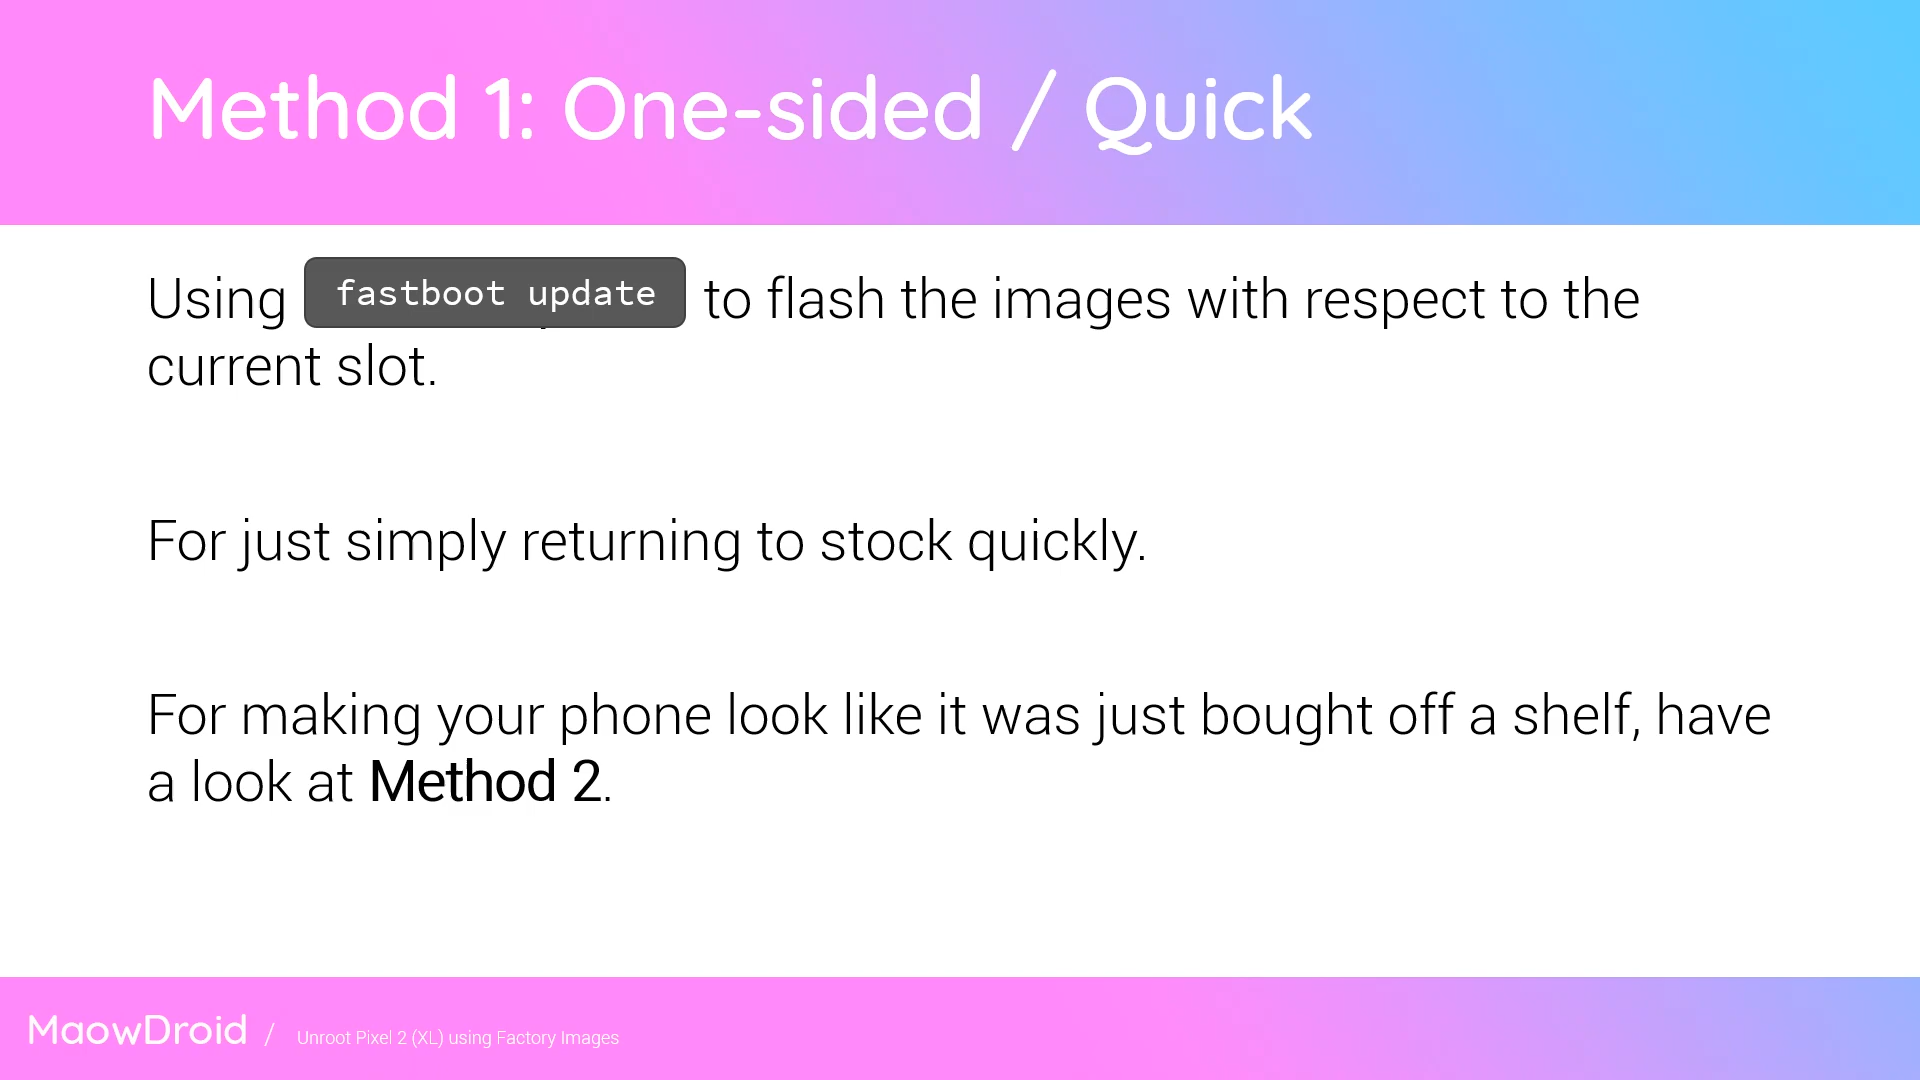 Method 1: One-sided / Quick
Using fastboot update to flash the images with respect to the
current slot.
For just simply returning to stock quickly.
For making your phone look like it was just bought off a shelf, have
a look at Method 2.
MaowDroid / Unroot Pixel 2 (XL) using Factory Images